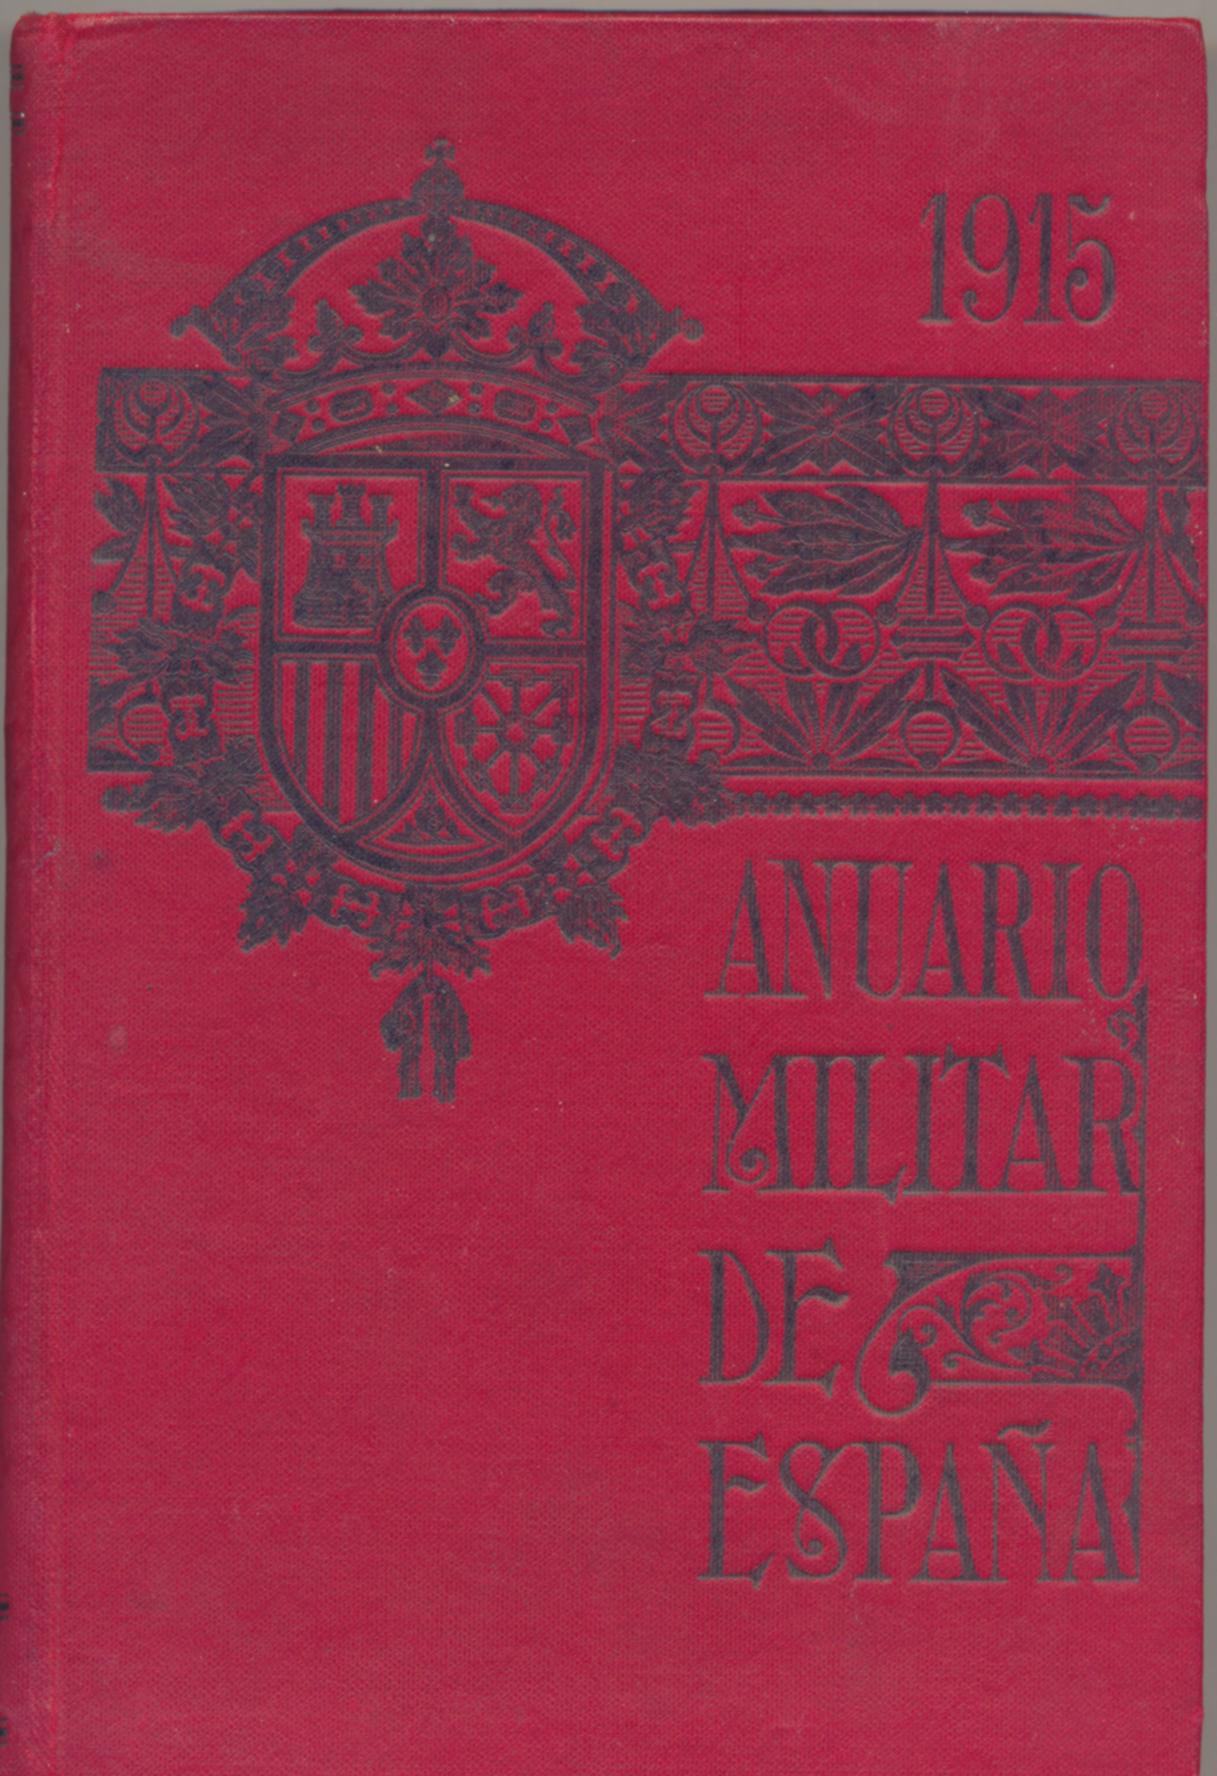 1915
ANUARIO
MILITAR
DE
ESPAÑA